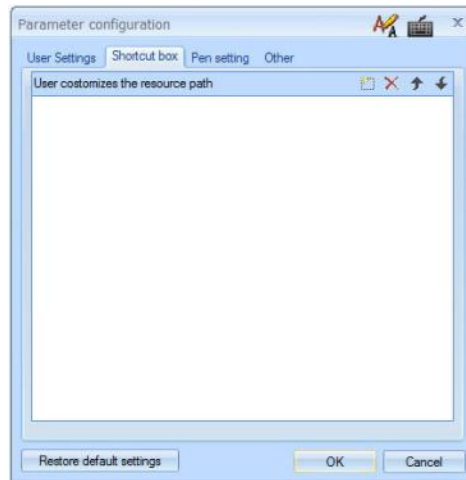 Parameter configuration
User Settings Shortcut box Pen setting Other
User costomizes the resource path
Restore default settings OK Cancel